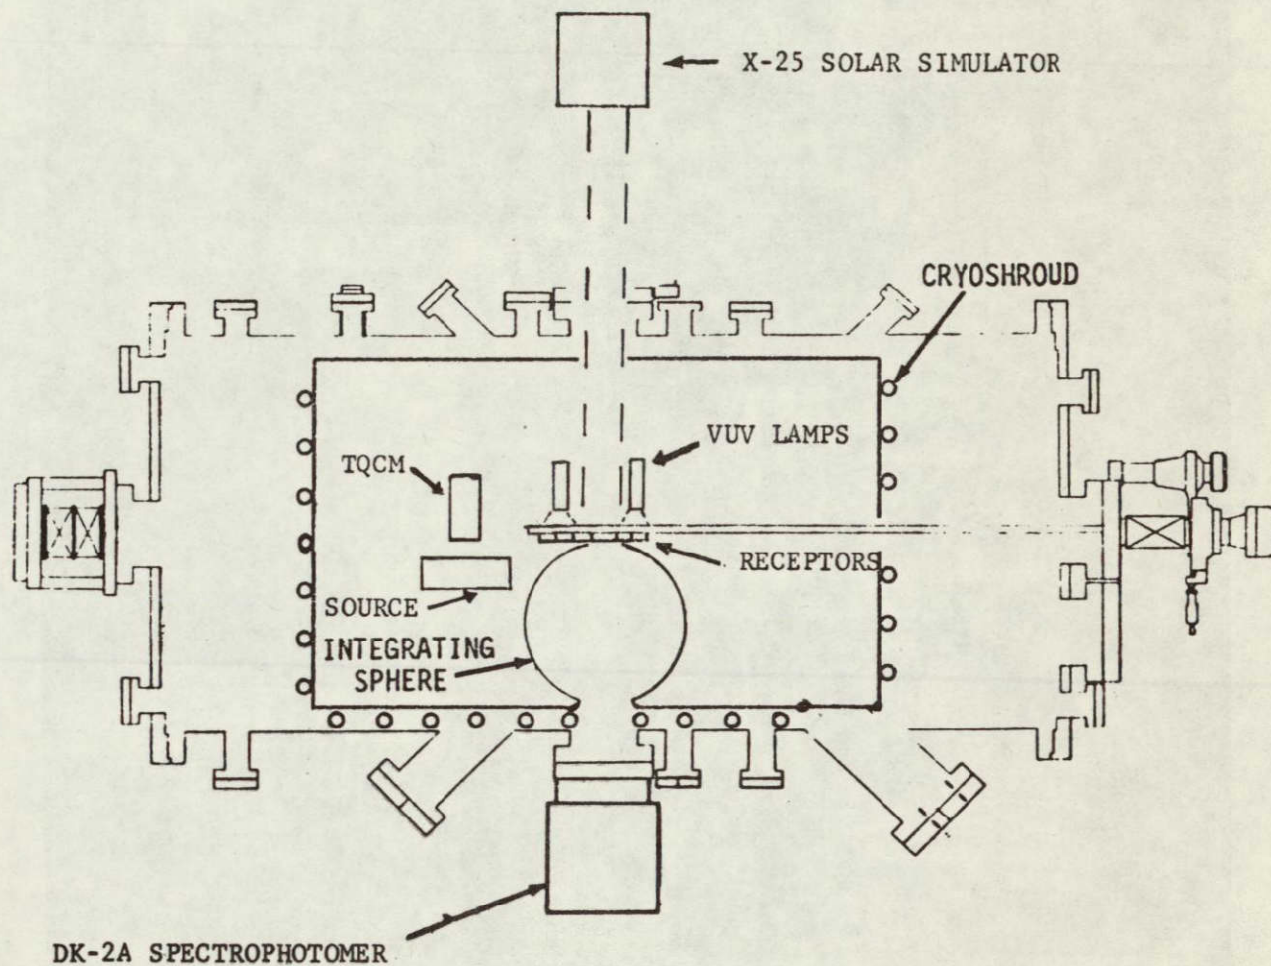 X-25 SOLAR SIMULATOR
CRYOSHROUD
VUV LAMPS
TQCM
RECEPTORS
SOURCE
INTEGRATING
SPHERE
DK-2A SPECTROPHOTOMER